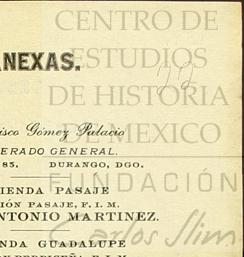 CENTRO DE
ESTUDIOS
ANEXAS.
22
DE HISTORIA
DE MEXICO
isco Gómez Palacio
ERADO GENERAL.
85. DURANGO, DGO.
FUNDACIÓN
IENDA PASAJE
IÓN PASAJE, F. I. M.
ANTONIO MARTINEZ.
Carlos Slim
NDA GUADALUPE